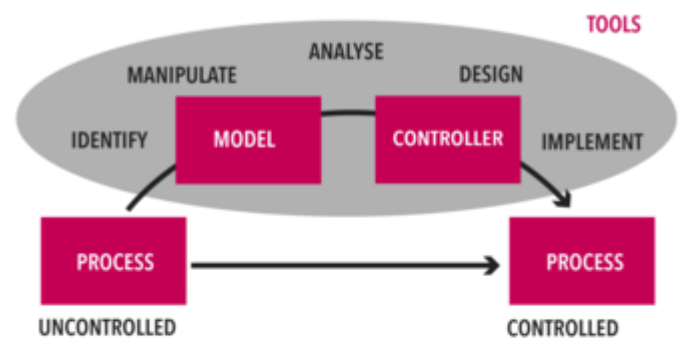 TOOLS
ANALYSE
MANIPULATE
DESIGN
IDENTIFY
MODEL
CONTROLLER
IMPLEMENT
PROCESS
PROCESS
UNCONTROLLED
CONTROLLED